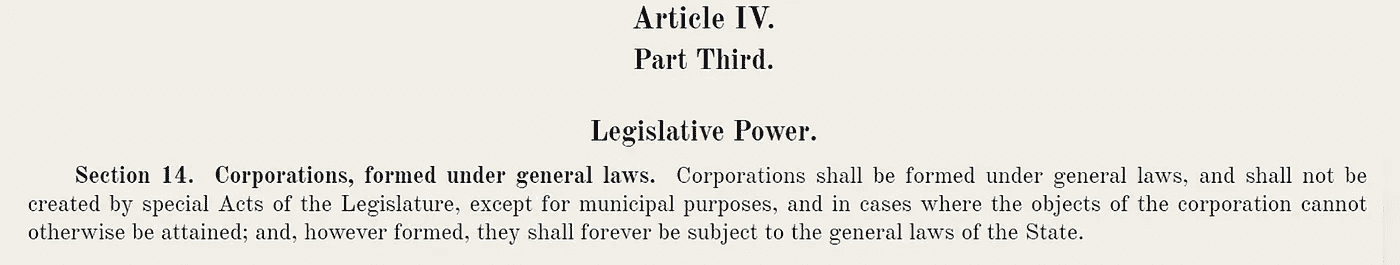 Article IV.
Part Third.
Legislative Power.
Section 14. Corporations, formed under general laws. Corporations shall be formed under general laws, and shall not be
created by special Acts of the Legislature, except for municipal purposes, and in cases where the objects of the corporation cannot
otherwise be attained; and, however formed, they shall forever be subject to the general laws of the State.